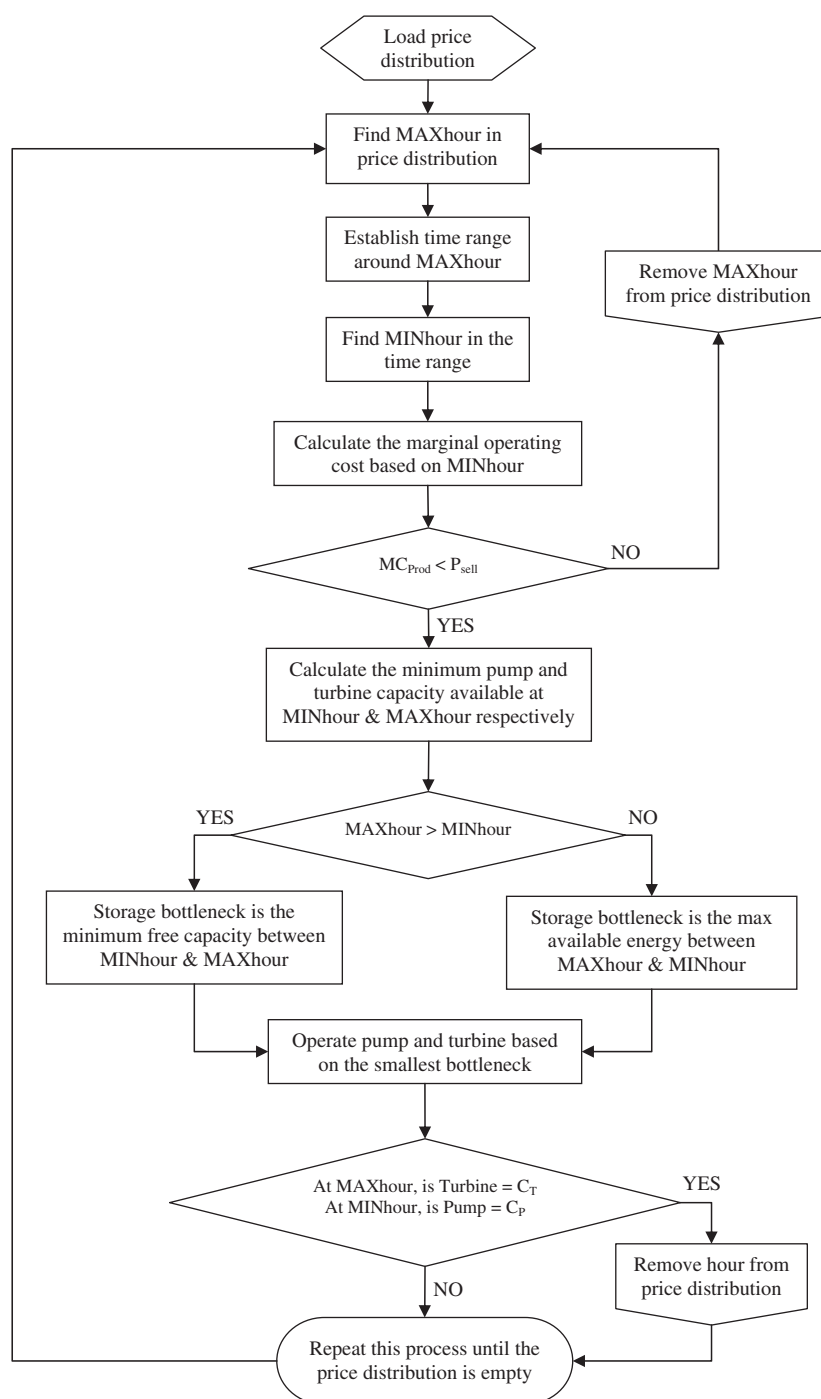 Load price
distribution
Find MAXhour in
price distribution
Establish time range
around MAXhour
Remove MAXhour
from price distribution
Find MINhour in the
time range
Calculate the marginal operating
cost based on MINhour
MC_Prod < P_sell
NO
YES
Calculate the minimum pump and
turbine capacity available at
MINhour & MAXhour respectively
YES
MAXhour > MINhour
NO
Storage bottleneck is the
minimum free capacity between
MINhour & MAXhour
Storage bottleneck is the max
available energy between
MAXhour & MINhour
Operate pump and turbine based
on the smallest bottleneck
At MAXhour, is Turbine = C_T
At MINhour, is Pump = C_P
YES
Remove hour from
price distribution
NO
Repeat this process until the
price distribution is empty